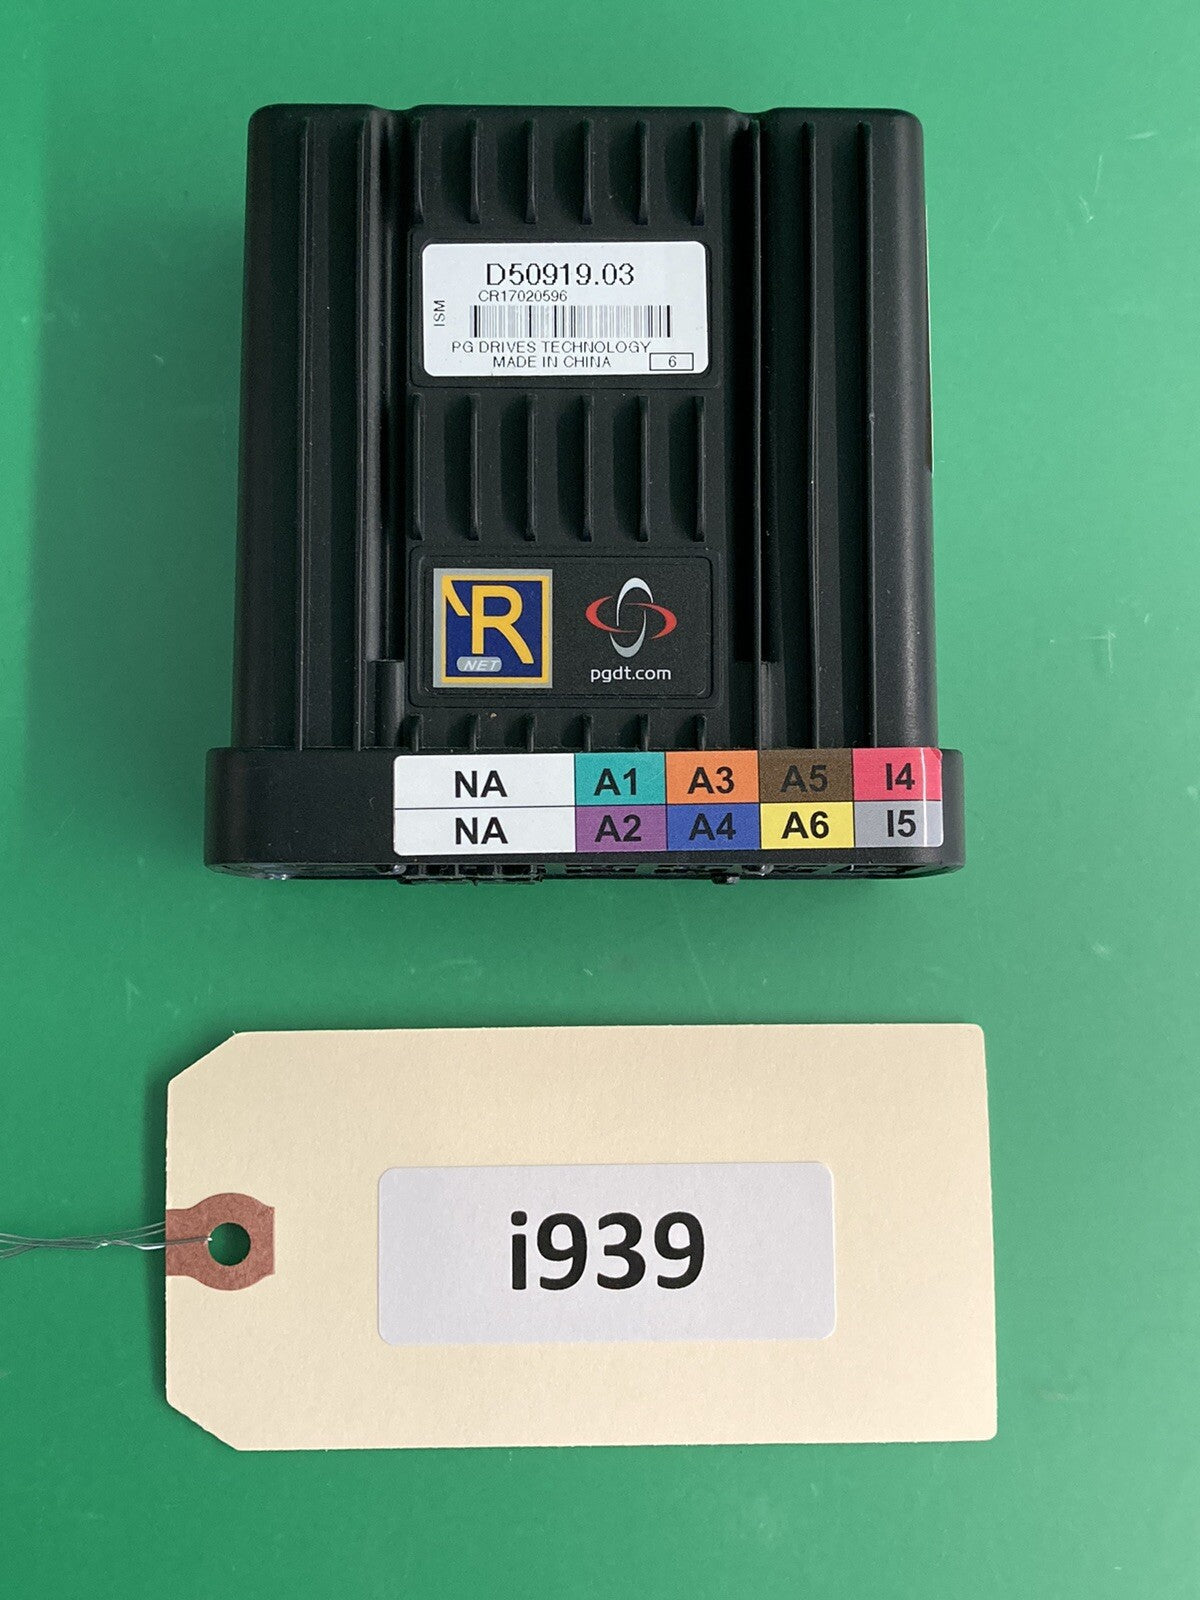 D50919.03
CR17020596
ISM
PG DRIVES TECHNOLOGY
MADE IN CHINA 6
R
NET
pgdt.com
NA A1 A3 A5 I4
NA A2 A4 A6 I5
i939